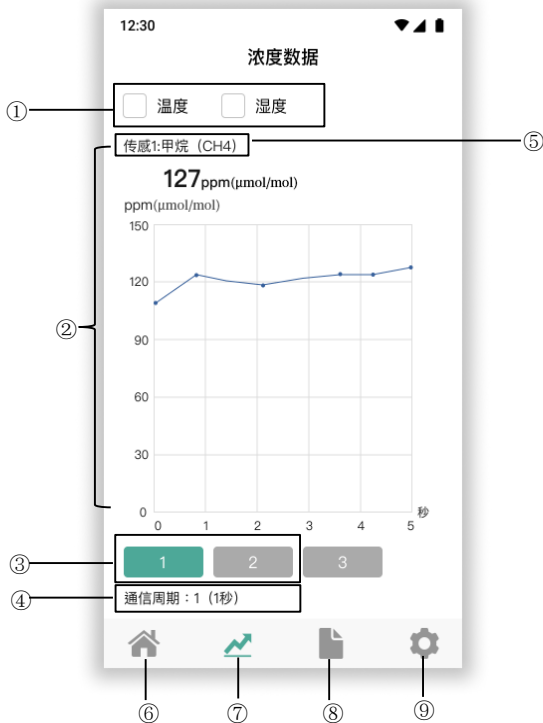 12:30
浓度数据
① 温度 湿度
传感1:甲烷（CH4） ⑤
127ppm(μmol/mol)
ppm(μmol/mol)
150
120
②
90
60
30
0 秒
0 1 2 3 4 5
③ 1 2 3
④ 通信周期：1（1秒）
⑥ ⑦ ⑧ ⑨